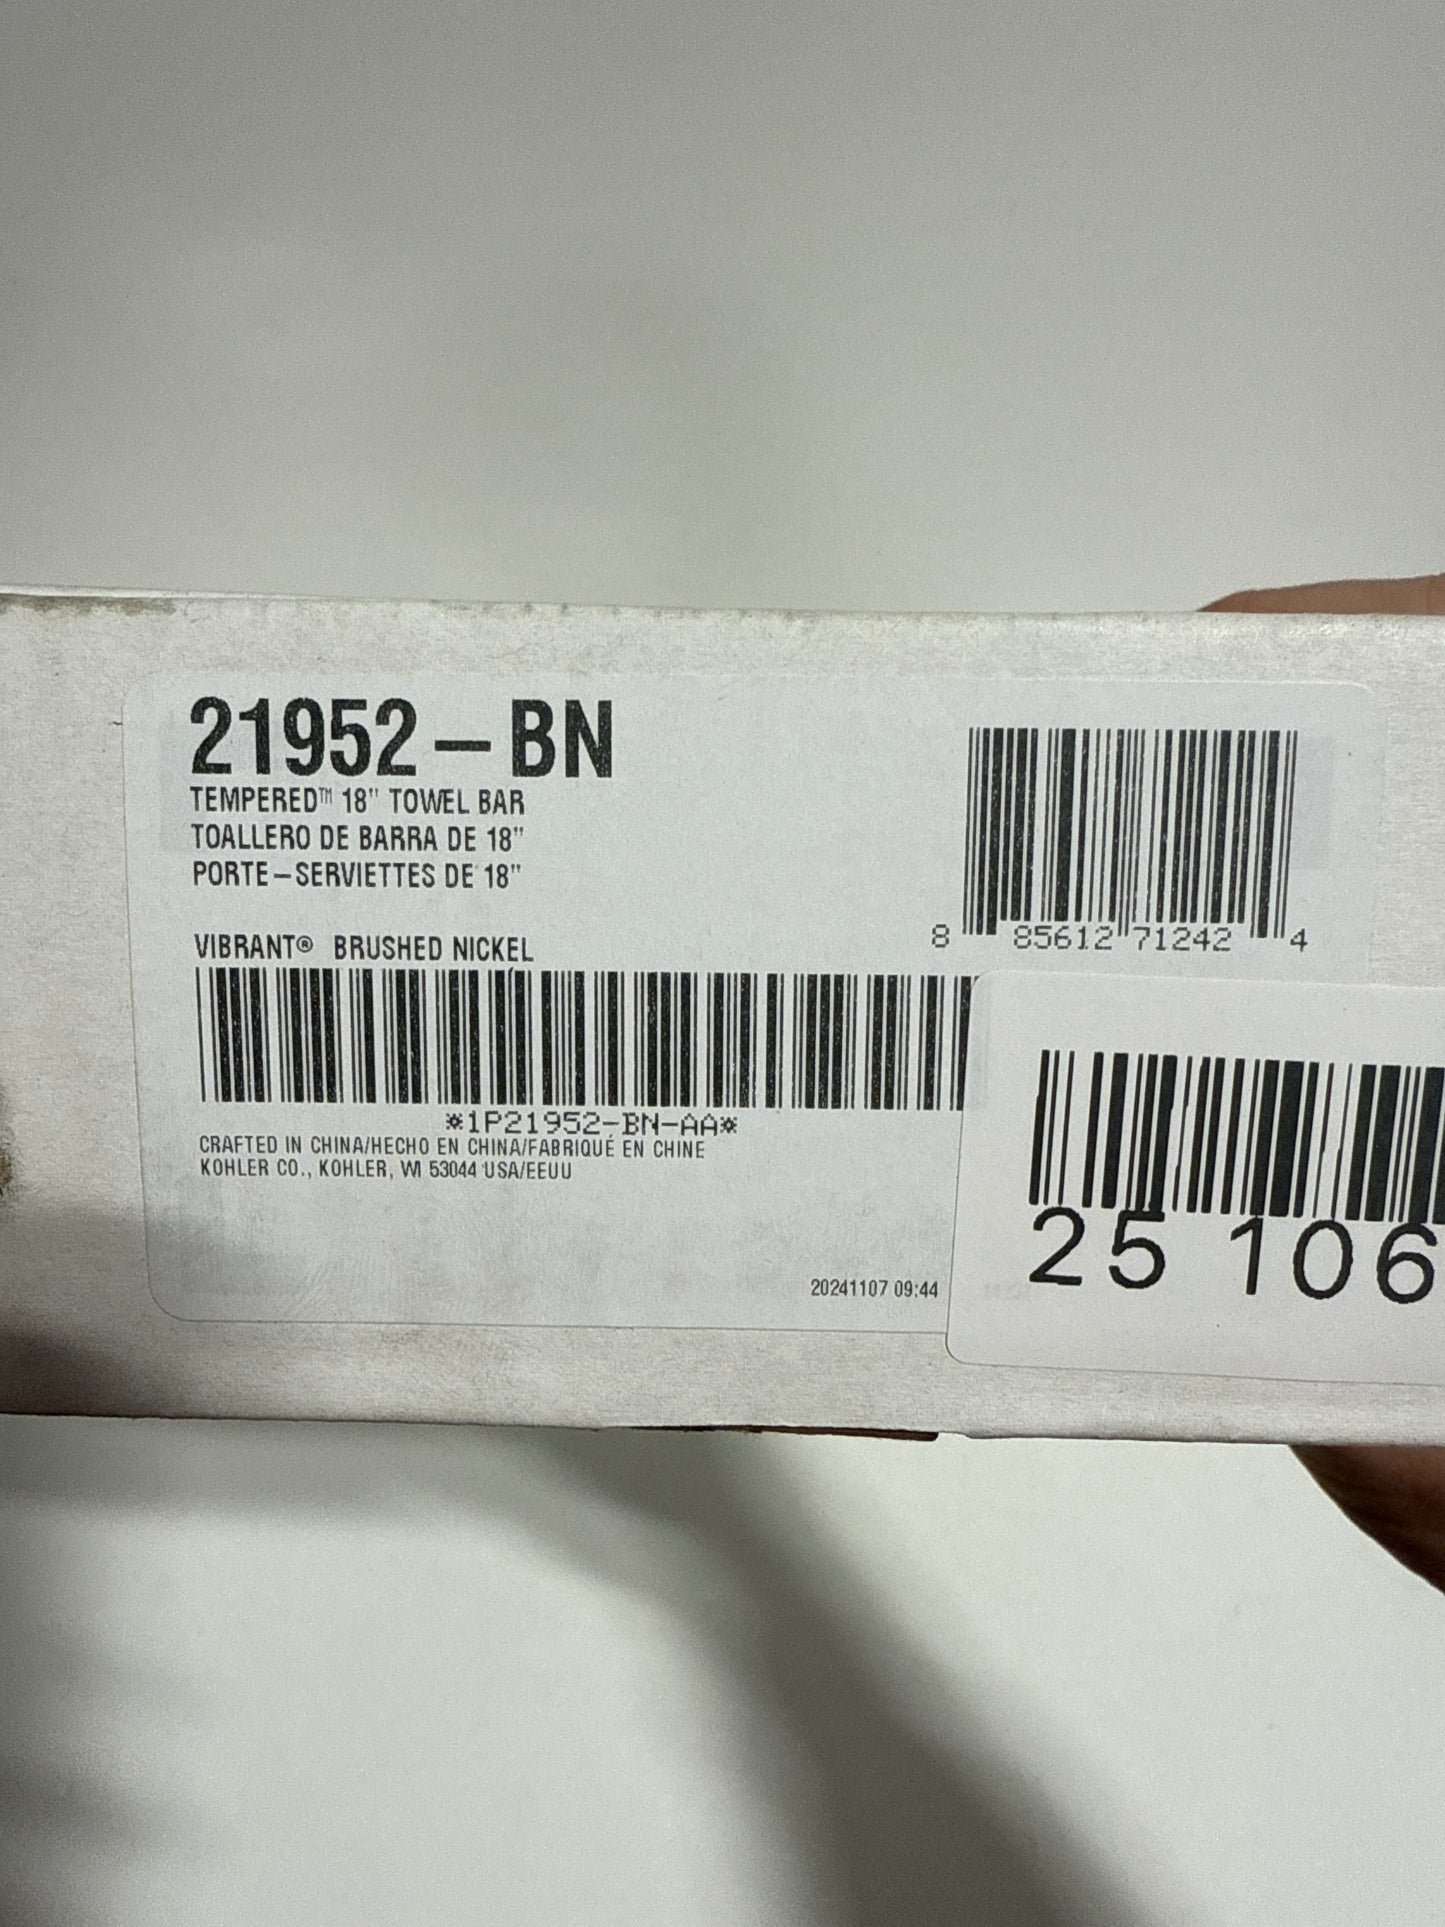 21952-BN
TEMPERED™ 18" TOWEL BAR
TOALLERO DE BARRA DE 18"
PORTE-SERVIETTES DE 18"
VIBRANT® BRUSHED NICKEL
8 85612 71242 4
*1P21952-BN-AA*
CRAFTED IN CHINA/HECHO EN CHINA/FABRIQUÉ EN CHINE
KOHLER CO., KOHLER, WI 53044 USA/EEUU
20241107 09:44
25 106